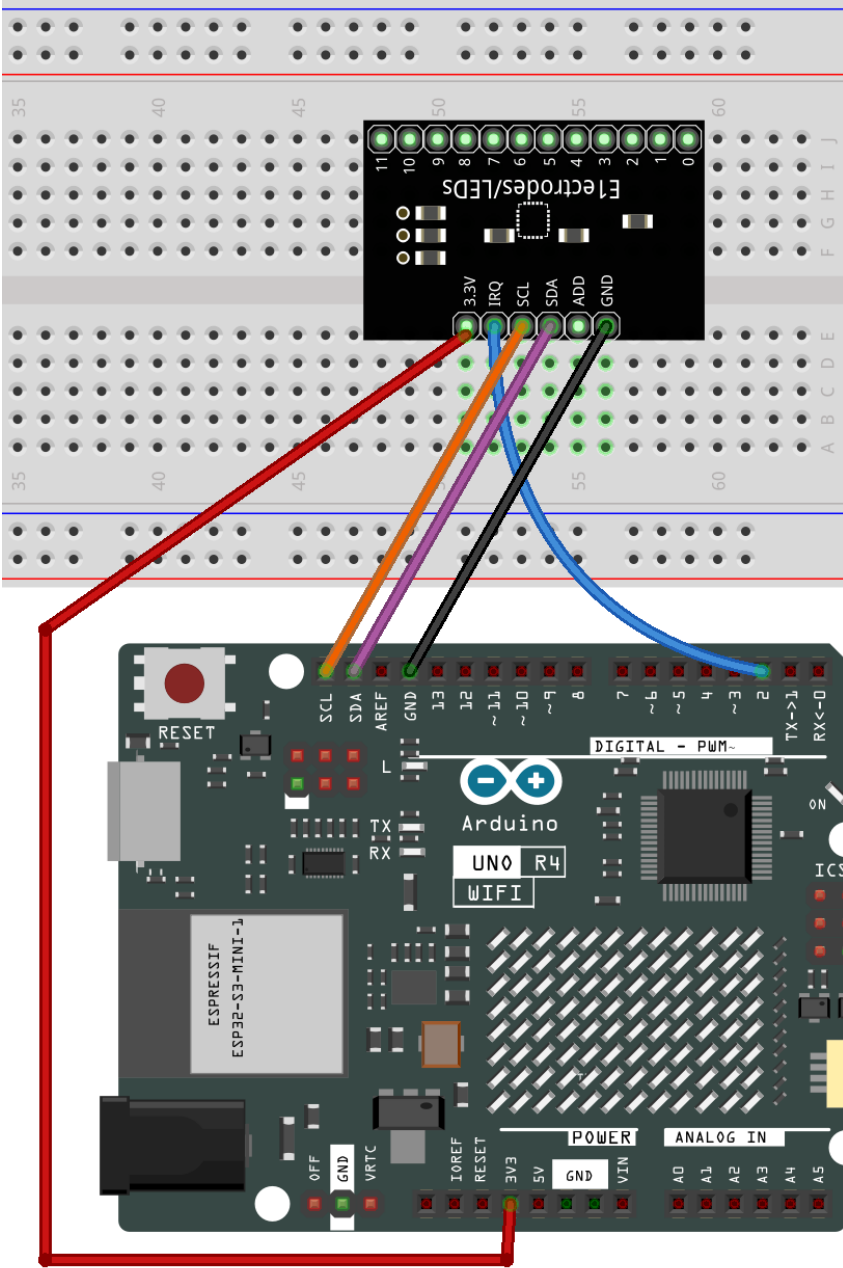 35 40 45 50 55 60
J
I
H
G
F
11 10 9 8 7 6 5 4 3 2 1 0
E1ectrodes/LEDs
3.3V IRQ SCL SDA ADD GND
E
D
C
B
A
35 40 45 55 60
RESET
SCL SDA AREF GND 13 12 ~11 ~10 ~9 8 7 ~6 ~5 4 ~3 2 TX->1 RX<-0
DIGITAL - PWM~
L
ON
TX
RX
Arduino
UNO R4
WIFI
ESPRESSIF
ESP32-S3-MINI-1
POWER
ANALOG IN
OFF GND VRTC
IOREF RESET 3V3 5V GND VIN
A0 A1 A2 A3 A4 A5